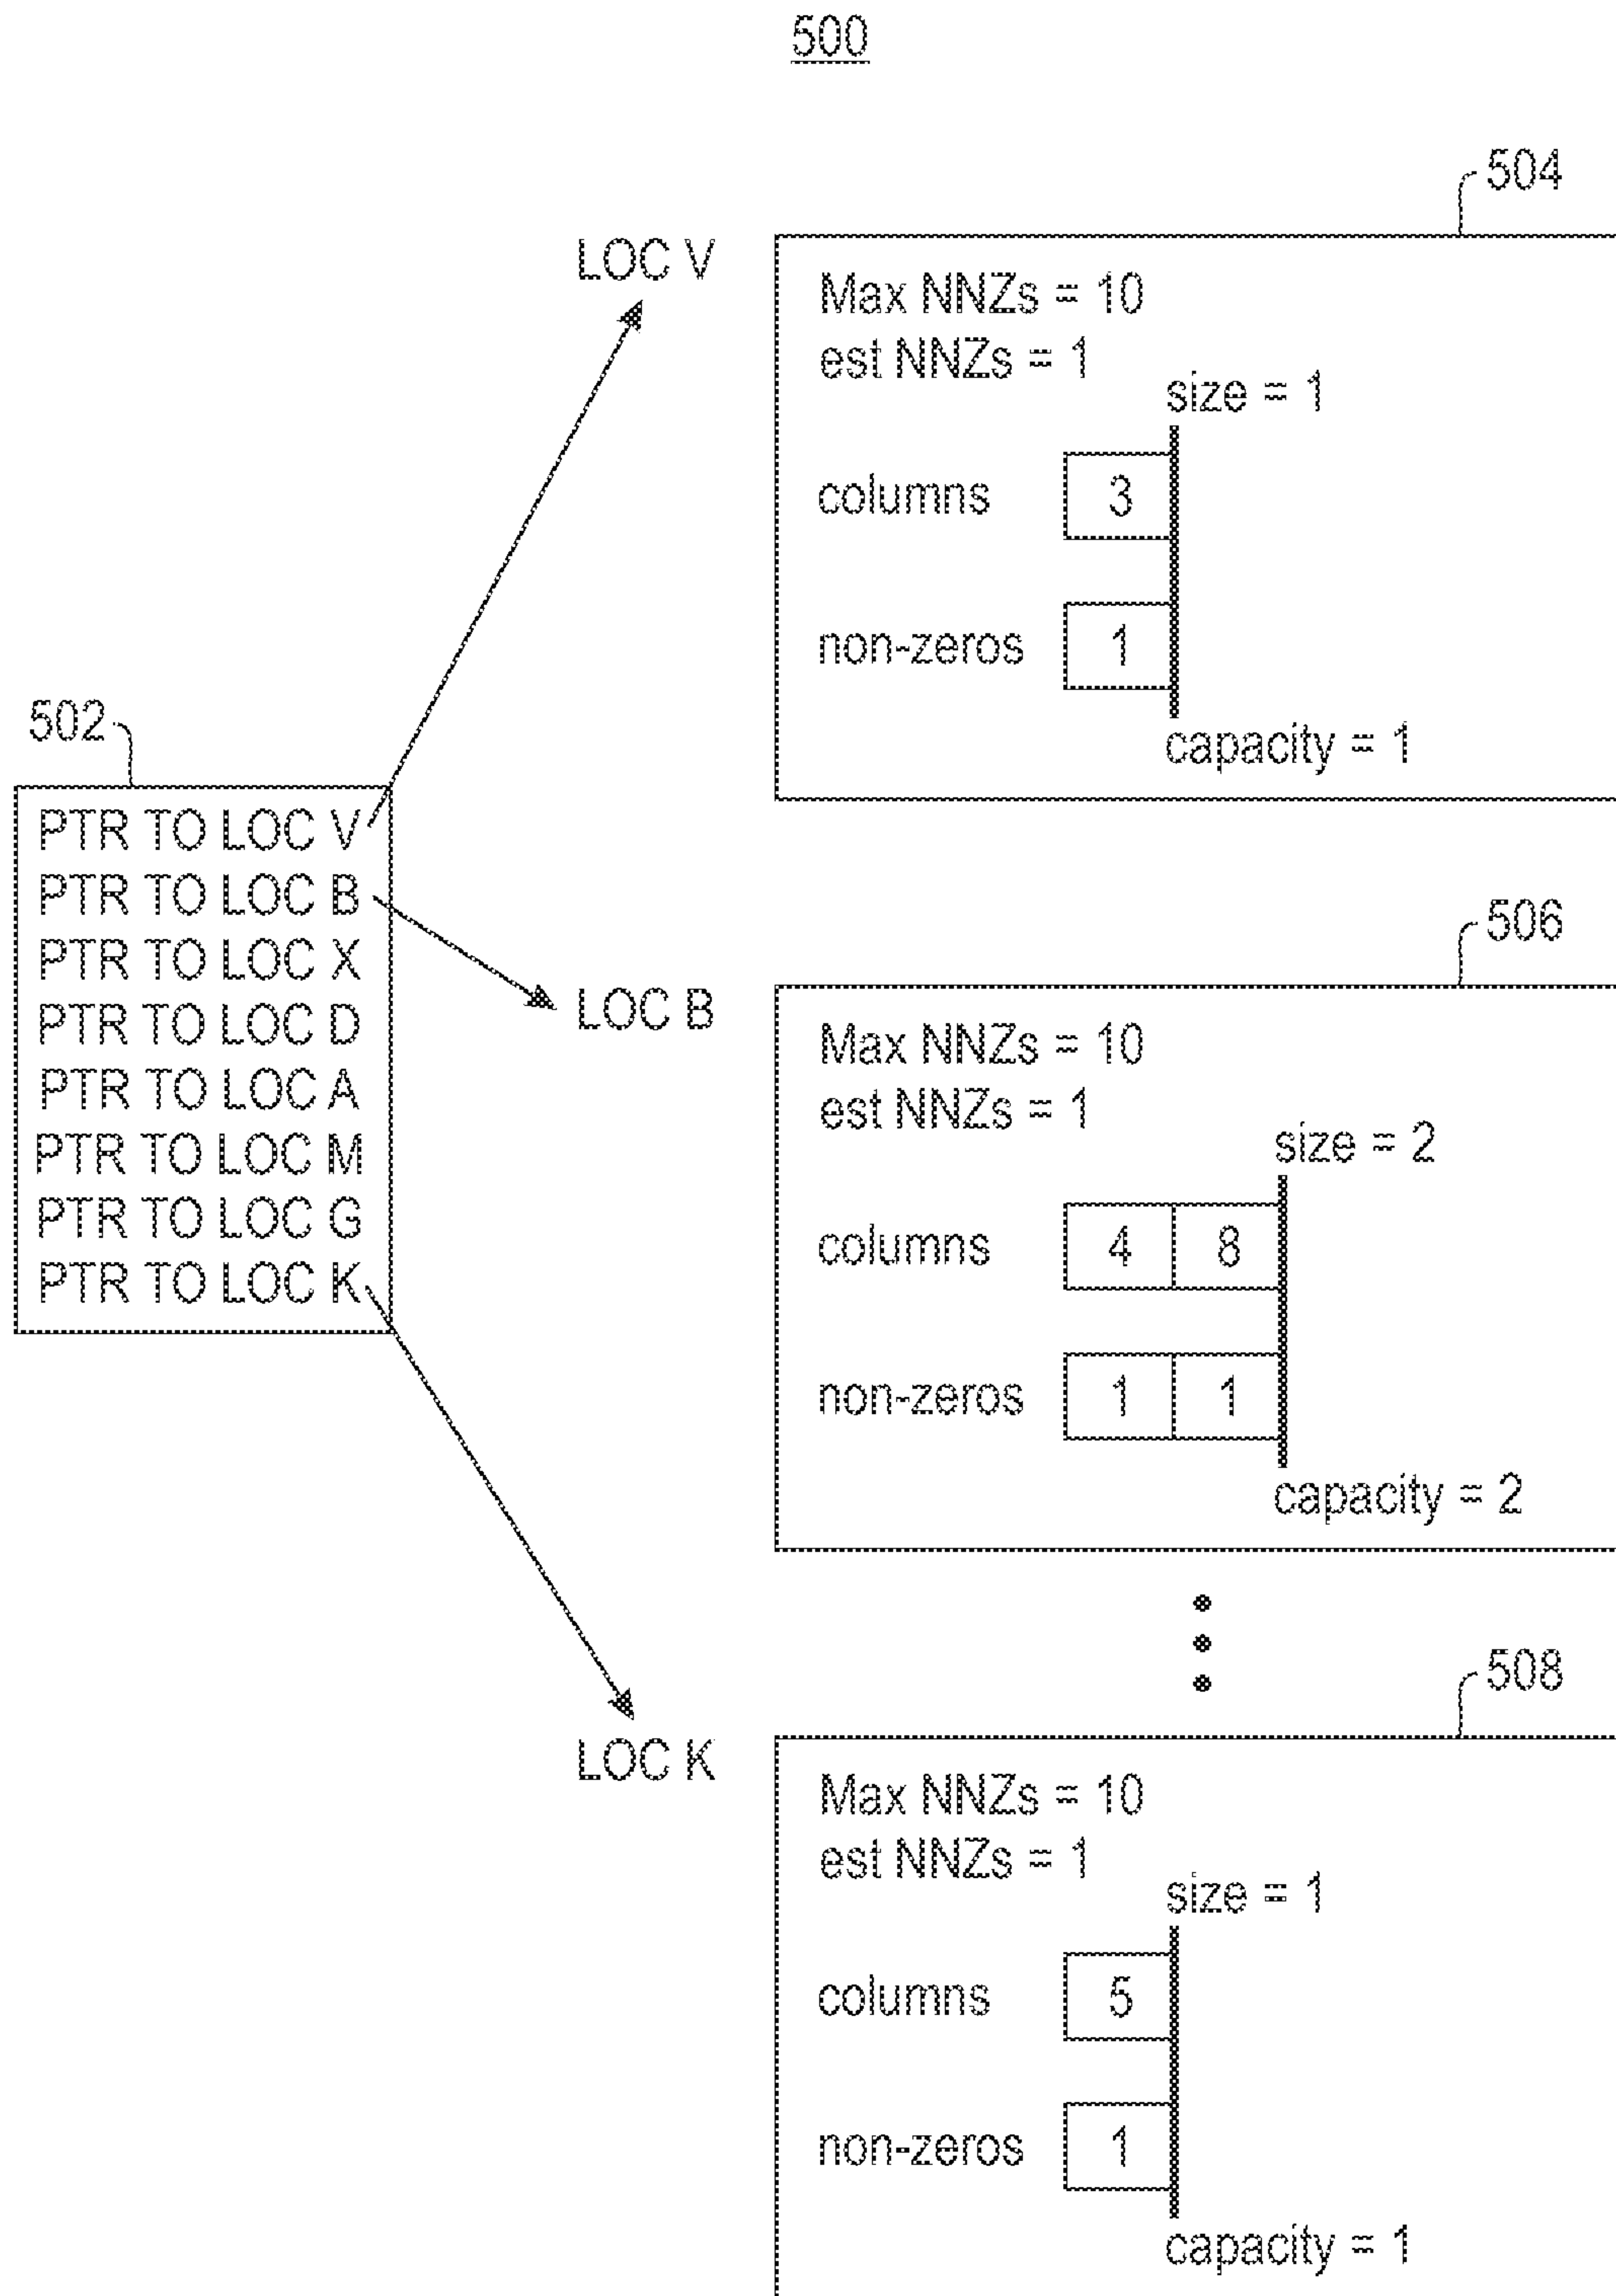 500
504
LOC V
Max NNZs = 10
est NNZs = 1
size = 1
columns 3
non-zeros 1
capacity = 1
502
PTR TO LOC V
PTR TO LOC B
PTR TO LOC X
PTR TO LOC D
PTR TO LOC A
PTR TO LOC M
PTR TO LOC G
PTR TO LOC K
506
LOC B
Max NNZs = 10
est NNZs = 1
size = 2
columns 4 8
non-zeros 1 1
capacity = 2
508
LOC K
Max NNZs = 10
est NNZs = 1
size = 1
columns 5
non-zeros 1
capacity = 1